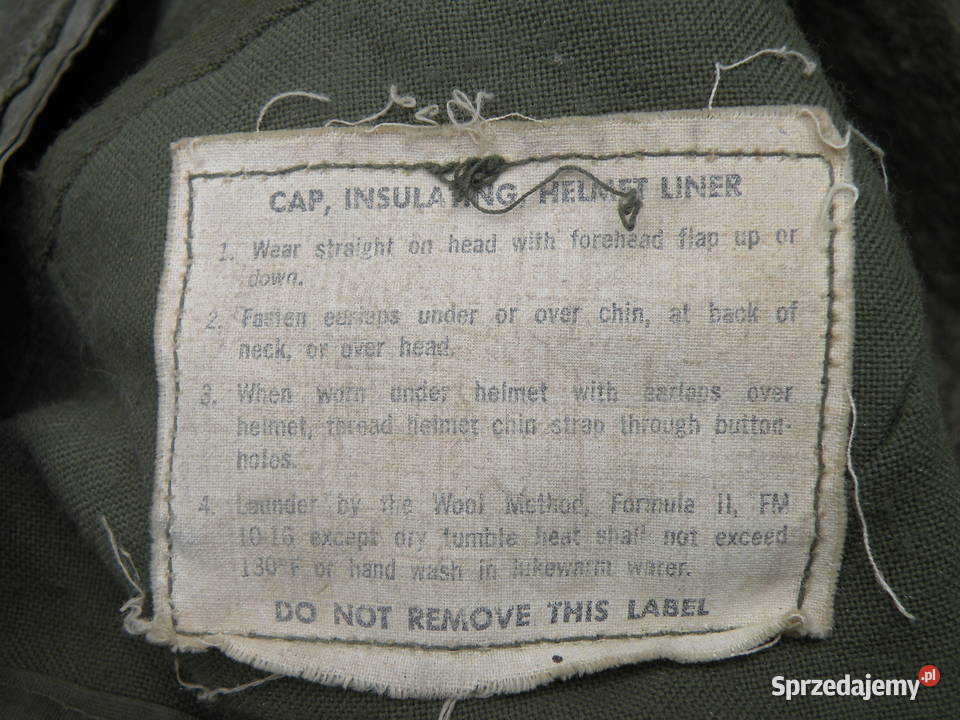 CAP, INSULATING, HELMET LINER
1. Wear straight on head with forehead flap up or
down.
2. Fasten earlaps under or over chin, at back of
neck, or over head.
3. When worn under helmet with earlaps over
helmet, thread helmet chin strap through button-
holes.
4. Launder by the Wool Method, Formula II, FM
10-16 except dry tumble heat shall not exceed
130°F or hand wash in lukewarm water.
DO NOT REMOVE THIS LABEL
Sprzedajemy.pl